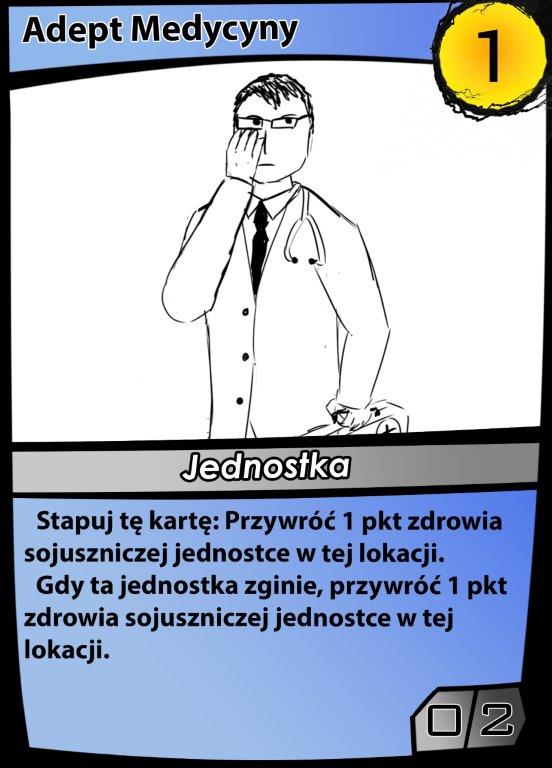 Adept Medycyny
1
Jednostka
Stapuj tę kartę: Przywróć 1 pkt zdrowia
sojuszniczej jednostce w tej lokacji.
Gdy ta jednostka zginie, przywróć 1 pkt
zdrowia sojuszniczej jednostce w tej
lokacji.
0/2